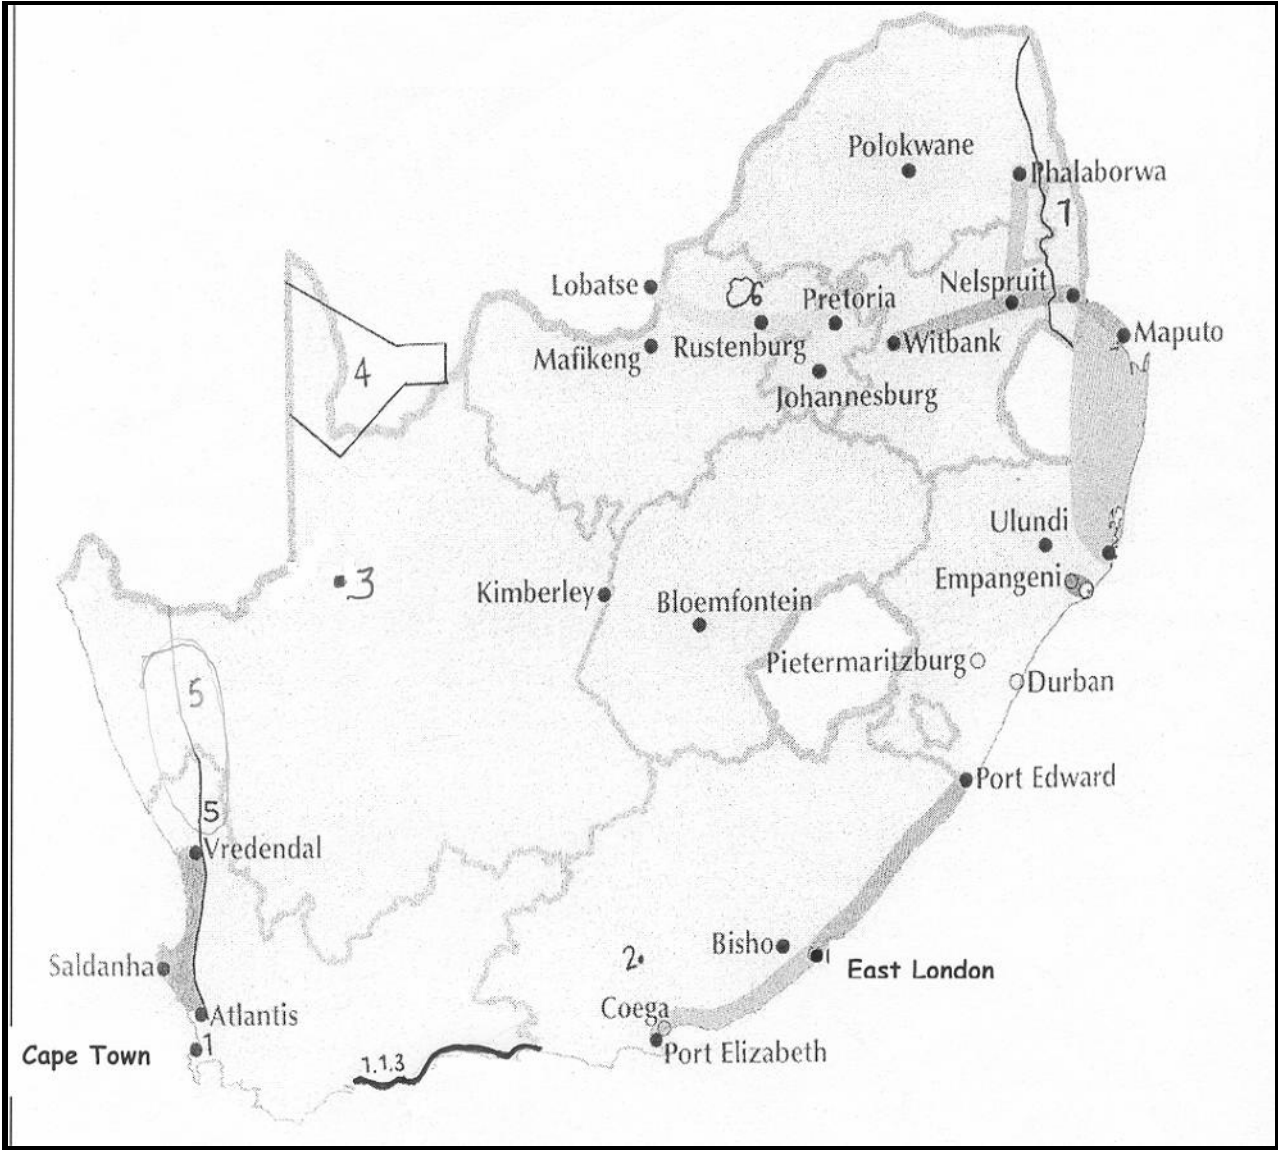 Polokwane
Phalaborwa
7
Lobatse
6
Pretoria
Nelspruit
Mafikeng
Rustenburg
Witbank
Maputo
4
Johannesburg
Ulundi
3
Kimberley
Empangeni
Bloemfontein
Pietermaritzburg
Durban
5
Port Edward
5
Vredendal
Bisho
2.
Saldanha
East London
Coega
Atlantis
Cape Town
1
1.1.3
Port Elizabeth